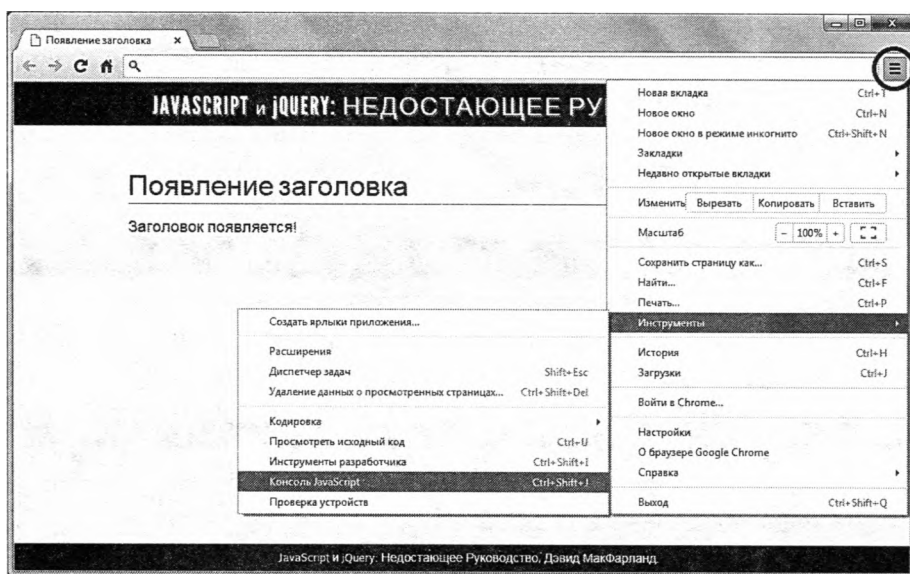 Появление заголовка
JAVASCRIPT и jQUERY: НЕДОСТАЮЩЕЕ РУ
Появление заголовка
Заголовок появляется!
Новая вкладка Ctrl+T
Новое окно Ctrl+N
Новое окно в режиме инкогнито Ctrl+Shift+N
Закладки
Недавно открытые вкладки
Изменить Вырезать Копировать Вставить
Масштаб - 100% +
Сохранить страницу как... Ctrl+S
Найти... Ctrl+F
Печать... Ctrl+P
Инструменты
История Ctrl+H
Загрузки Ctrl+J
Войти в Chrome...
Настройки
О браузере Google Chrome
Справка
Выход Ctrl+Shift+Q
Создать ярлыки приложения...
Расширения
Диспетчер задач Shift+Esc
Удаление данных о просмотренных страницах... Ctrl+Shift+Del
Кодировка
Просмотреть исходный код Ctrl+U
Инструменты разработчика Ctrl+Shift+I
Консоль JavaScript Ctrl+Shift+J
Проверка устройств
JavaScript и jQuery: Недостающее Руководство, Дэвид МакФарланд